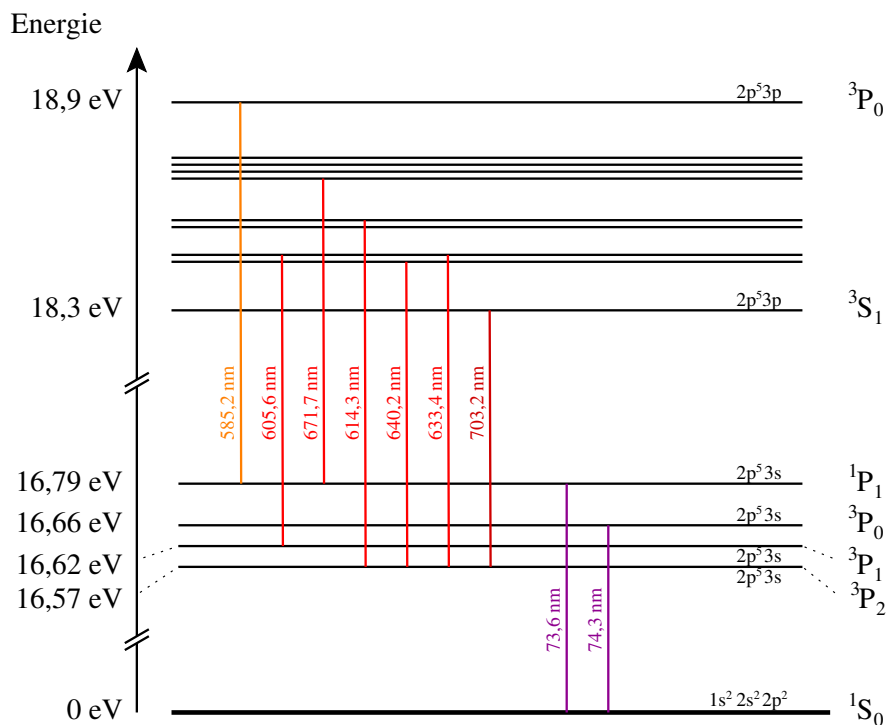 Energie
18,9 eV 2p⁵3p ³P₀
18,3 eV 2p⁵3p ³S₁
585,2 nm
605,6 nm
671,7 nm
614,3 nm
640,2 nm
633,4 nm
703,2 nm
16,79 eV 2p⁵3s ¹P₁
16,66 eV 2p⁵3s ³P₀
16,62 eV 2p⁵3s ³P₁
16,57 eV 2p⁵3s ³P₂
73,6 nm
74,3 nm
0 eV 1s² 2s² 2p² ¹S₀